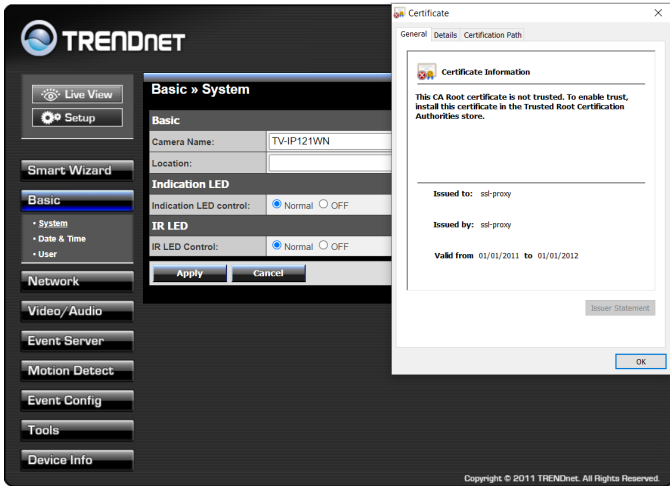 TRENDNET
Live View
Setup
Smart Wizard
Basic
• System
• Date & Time
• User
Network
Video/Audio
Event Server
Motion Detect
Event Config
Tools
Device Info
Basic » System
Basic
Camera Name: TV-IP121WN
Location:
Indication LED
Indication LED control: Normal OFF
IR LED
IR LED Control: Normal OFF
Apply Cancel
Copyright © 2011 TRENDnet. All Rights Reserved.
Certificate
General Details Certification Path
Certificate Information
This CA Root certificate is not trusted. To enable trust,
install this certificate in the Trusted Root Certification
Authorities store.
Issued to: ssl-proxy
Issued by: ssl-proxy
Valid from 01/01/2011 to 01/01/2012
Issuer Statement
OK